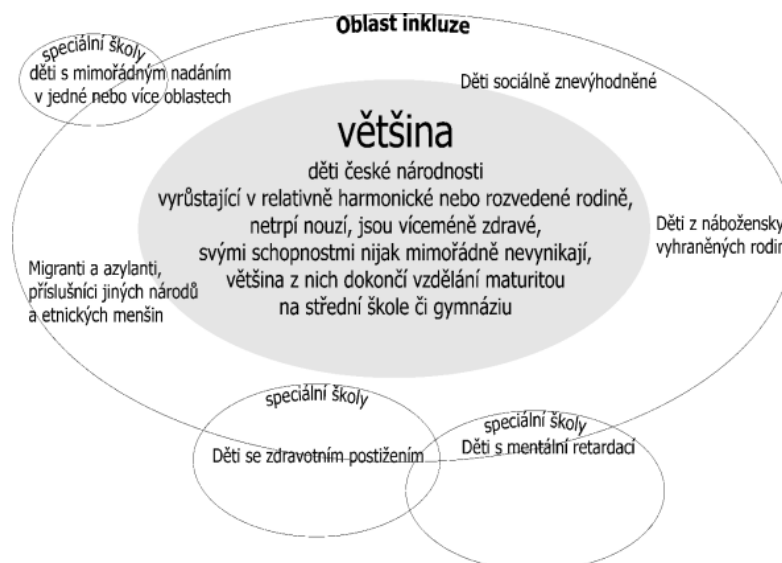 Oblast inkluze
speciální školy
děti s mimořádným nadáním
v jedné nebo více oblastech
Děti sociálně znevýhodněné
většina
děti české národnosti
vyrůstající v relativně harmonické nebo rozvedené rodině,
netrpí nouzí, jsou víceméně zdravé,
svými schopnostmi nijak mimořádně nevynikají,
většina z nich dokončí vzdělání maturitou
na střední škole či gymnáziu
Děti z nábožensky
vyhraněných rodin
Migranti a azylanti,
příslušníci jiných národů
a etnických menšin
speciální školy
Děti se zdravotním postižením
speciální školy
Děti s mentální retardací